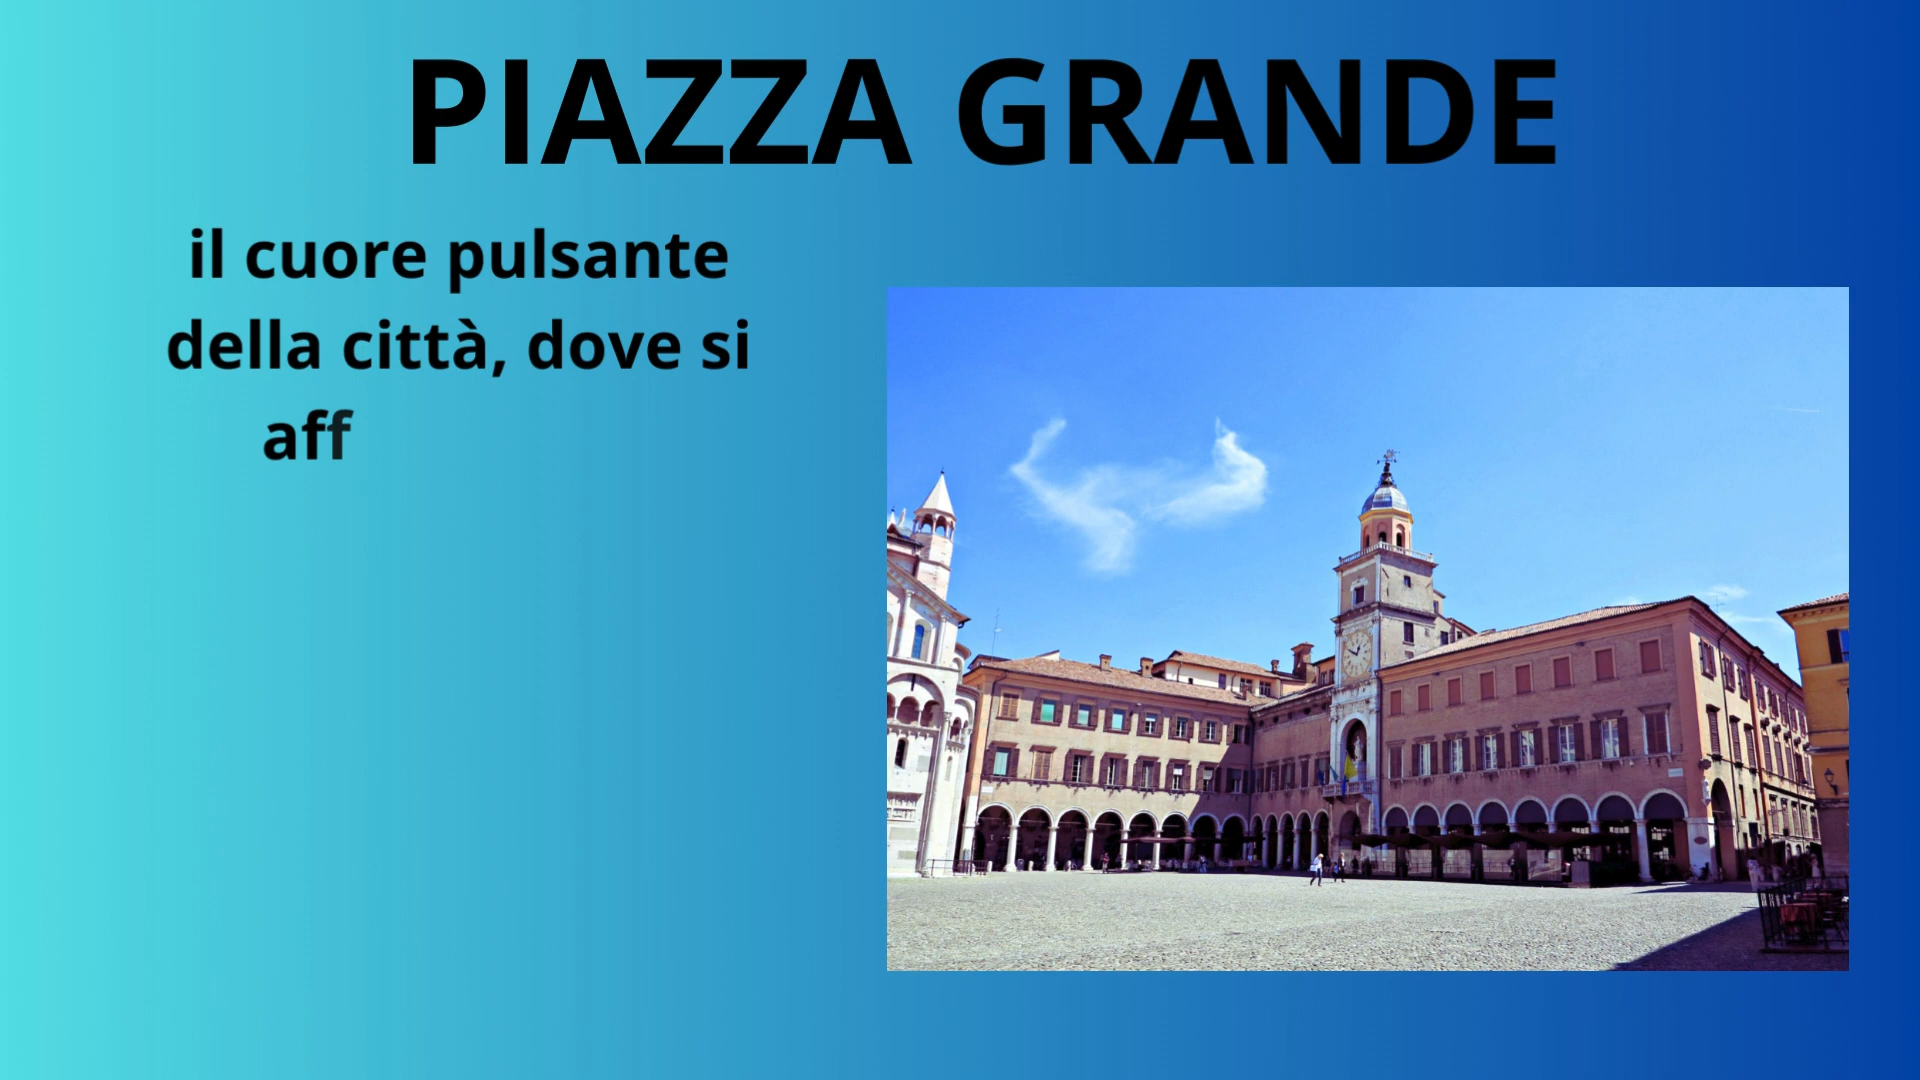 PIAZZA GRANDE
il cuore pulsante
della città, dove si
aff